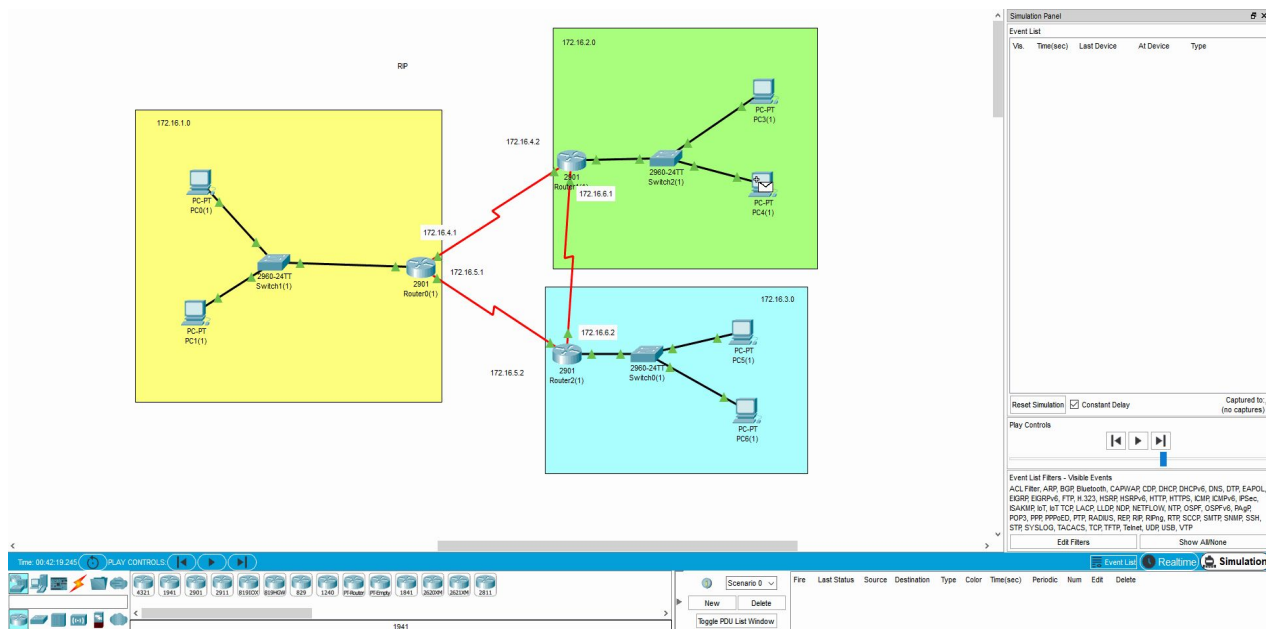 Simulation Panel
Event List
Vis. Time(sec) Last Device At Device Type
RIP
172.16.2.0
PC-PT
PC3(1)
172.16.1.0
172.16.4.2
2901
2960-24TT
Switch2(1)
172.16.6.1
PC-PT
PC4(1)
PC-PT
PC0(1)
172.16.4.1
172.16.5.1
2960-24TT
Switch1(1)
2901
Router0(1)
172.16.3.0
PC-PT
PC1(1)
172.16.6.2
PC-PT
PC5(1)
172.16.5.2
2901
Router2(1)
2960-24TT
Switch0(1)
PC-PT
PC6(1)
Reset Simulation Constant Delay Captured to:
(no captures)
Play Controls
Event List Filters - Visible Events
ACL Filter, ARP, BGP, Bluetooth, CAPWAP, CDP, DHCP, DHCPv6, DNS, DTP, EAPOL,
EIGRP, EIGRPv6, FTP, H.323, HSRP, HSRPv6, HTTP, HTTPS, ICMP, ICMPv6, IPSec,
ISAKMP, IoT, IoT TCP, LACP, LLDP, NDP, NETFLOW, NTP, OSPF, OSPFv6, PAgP,
POP3, PPP, PPPoED, PTP, RADIUS, REP, RIP, RIPng, RTP, SCCP, SMTP, SNMP, SSH,
STP, SYSLOG, TACACS, TCP, TFTP, Telnet, UDP, USB, VTP
Edit Filters Show All/None
Time: 00:42:19.245 PLAY CONTROLS: Event List Realtime Simulation
4321 1941 2901 2911 819IOX 819HGW 829 1240 PT-Router PT-Empty 1841 2620XM 2621XM 2811
Scenario 0
New Delete
Toggle PDU List Window
Fire Last Status Source Destination Type Color Time(sec) Periodic Num Edit Delete
1941